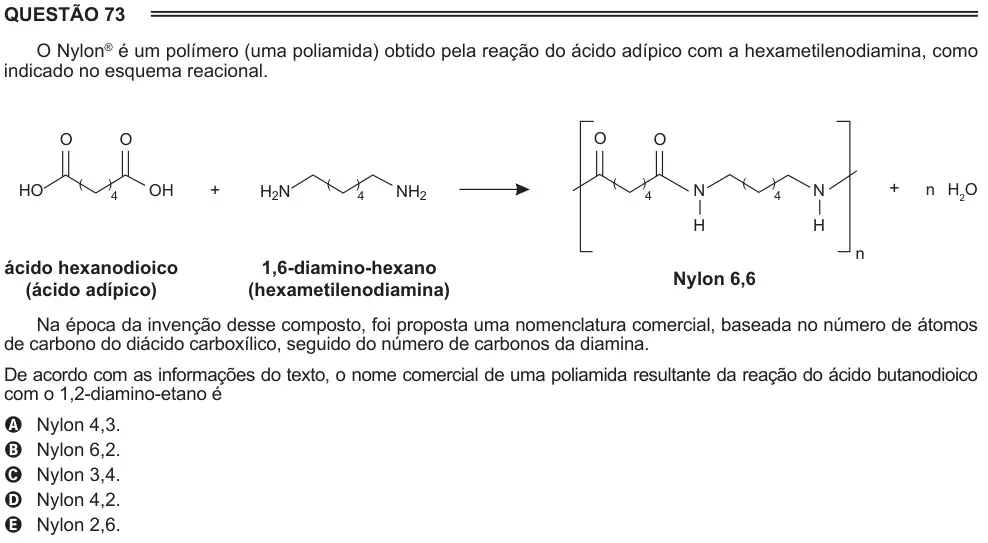 QUESTÃO 73
O Nylon® é um polímero (uma poliamida) obtido pela reação do ácido adípico com a hexametilenodiamina, como
indicado no esquema reacional.
O O O O
HO ( ) 4 OH + H2N ( ) 4 NH2 ( ) 4 N ( ) 4 N + n H2O
H H
n
ácido hexanodioico 1,6-diamino-hexano
(ácido adípico) (hexametilenodiamina) Nylon 6,6
Na época da invenção desse composto, foi proposta uma nomenclatura comercial, baseada no número de átomos
de carbono do diácido carboxílico, seguido do número de carbonos da diamina.
De acordo com as informações do texto, o nome comercial de uma poliamida resultante da reação do ácido butanodioico
com o 1,2-diamino-etano é
A Nylon 4,3.
B Nylon 6,2.
C Nylon 3,4.
D Nylon 4,2.
E Nylon 2,6.